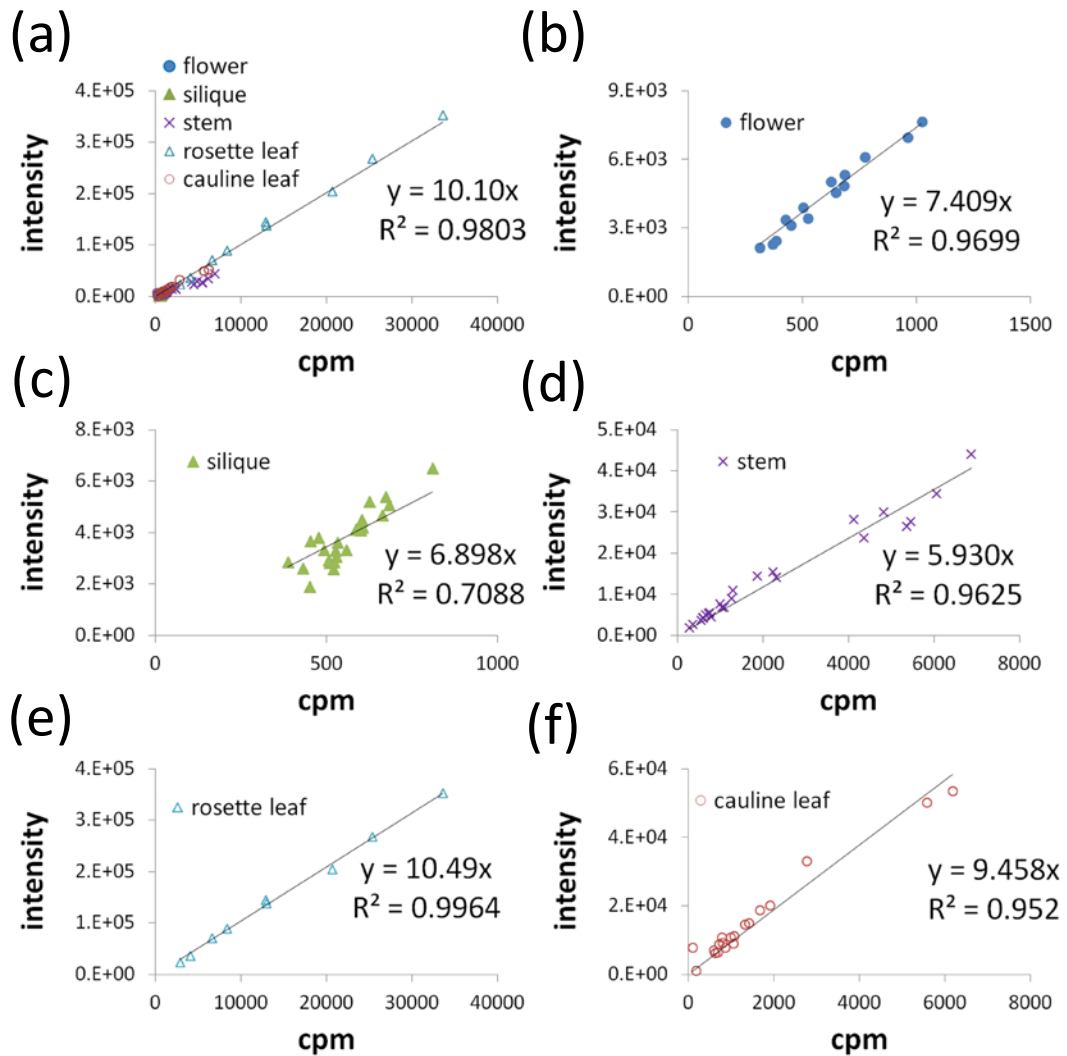 (a)
flower
silique
stem
rosette leaf
cauline leaf
4.E+05
3.E+05
2.E+05
1.E+05
0.E+00
intensity
y = 10.10x
R² = 0.9803
0 10000 20000 30000 40000
cpm
(b)
9.E+03
6.E+03
3.E+03
0.E+00
intensity
flower
y = 7.409x
R² = 0.9699
0 500 1000 1500
cpm
(c)
8.E+03
6.E+03
4.E+03
2.E+03
0.E+00
intensity
silique
y = 6.898x
R² = 0.7088
0 500 1000
cpm
(d)
5.E+04
4.E+04
3.E+04
2.E+04
1.E+04
0.E+00
intensity
stem
y = 5.930x
R² = 0.9625
0 2000 4000 6000 8000
cpm
(e)
4.E+05
3.E+05
2.E+05
1.E+05
0.E+00
intensity
rosette leaf
y = 10.49x
R² = 0.9964
0 10000 20000 30000 40000
cpm
(f)
6.E+04
4.E+04
2.E+04
0.E+00
intensity
cauline leaf
y = 9.458x
R² = 0.952
0 2000 4000 6000 8000
cpm